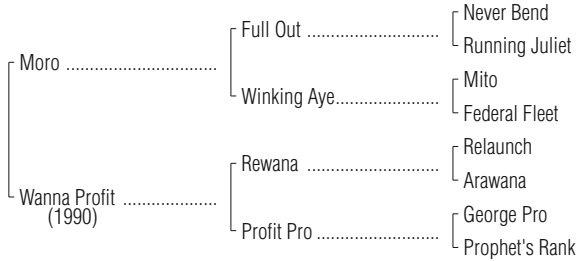 Never Bend
Full Out ................................
Running Juliet
Moro ....................................
Mito
Winking Aye.........................
Federal Fleet
Relaunch
Rewana ................................
Arawana
Wanna Profit ......................
(1990)
George Pro
Profit Pro .............................
Prophet's Rank